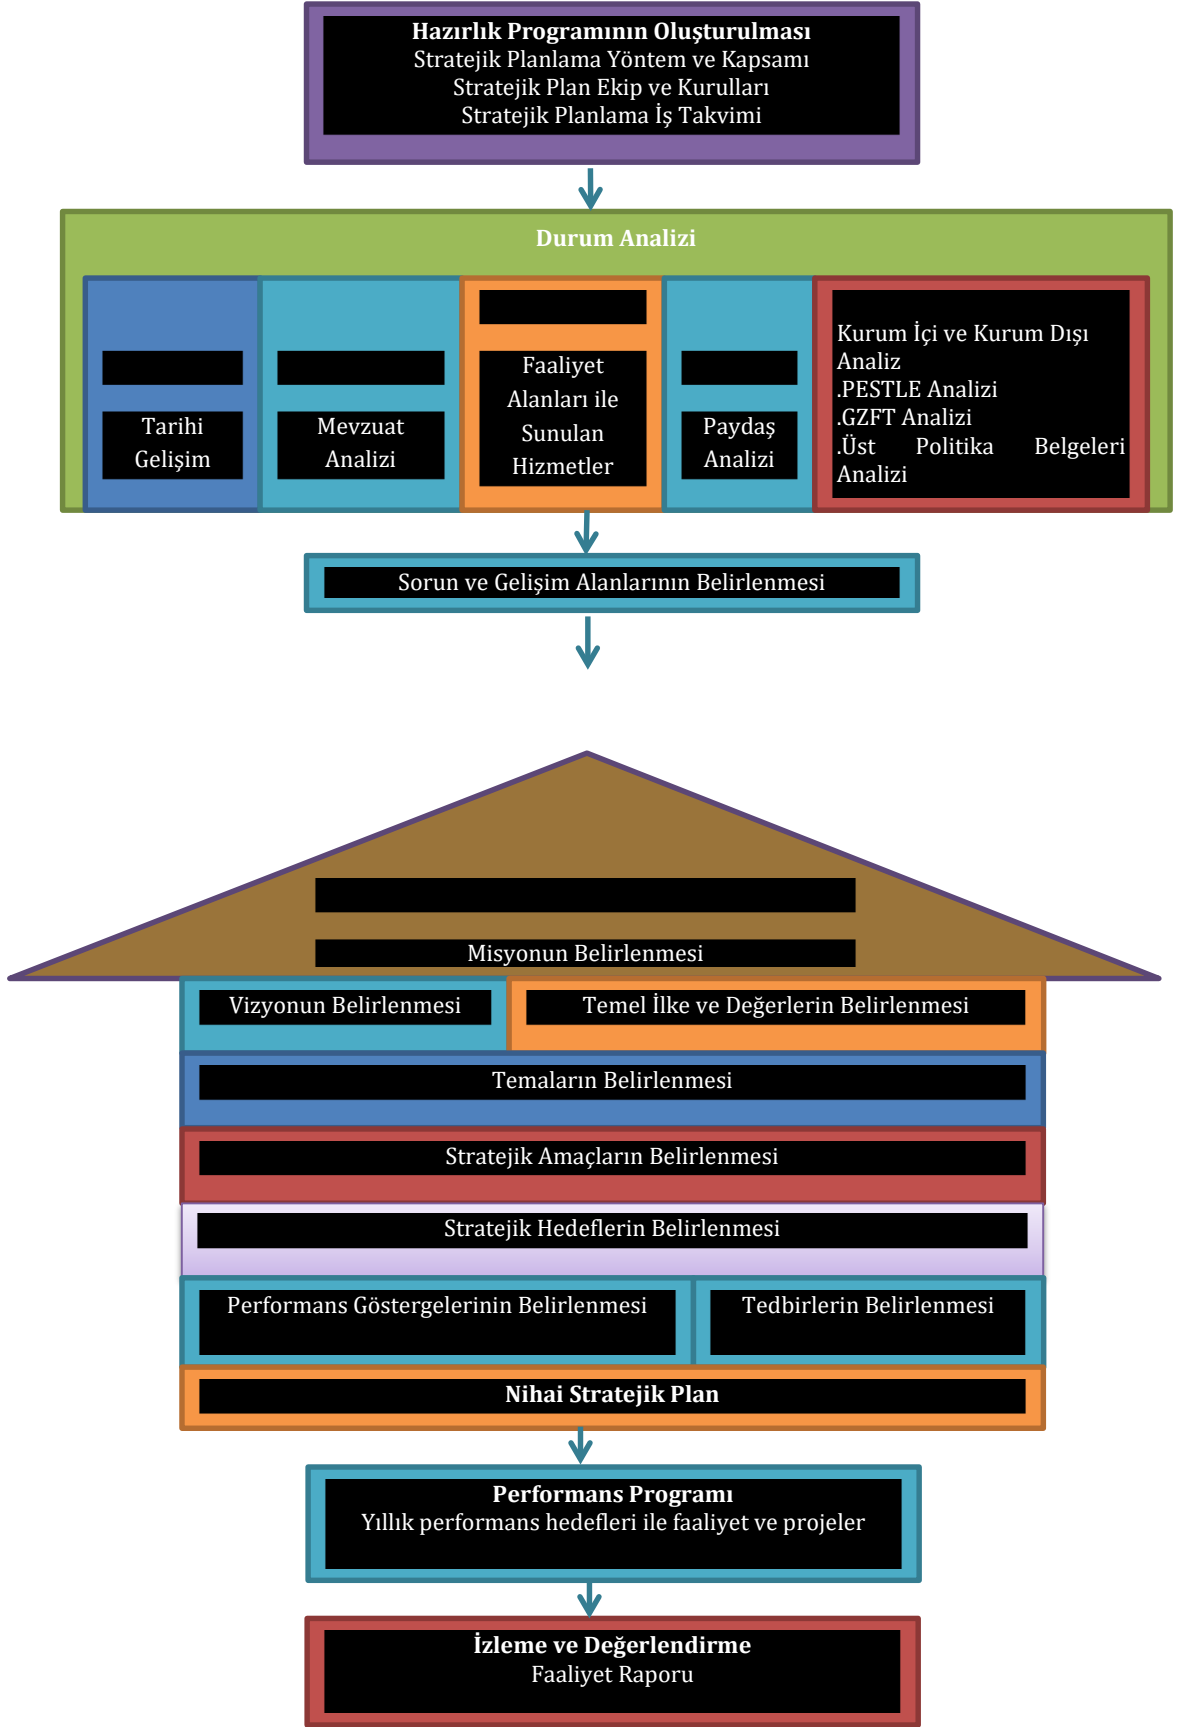 Hazırlık Programının Oluşturulması
Stratejik Planlama Yöntem ve Kapsamı
Stratejik Plan Ekip ve Kurulları
Stratejik Planlama İş Takvimi
Durum Analizi
Tarihi
Gelişim
Mevzuat
Analizi
Faaliyet
Alanları ile
Sunulan
Hizmetler
Paydaş
Analizi
Kurum İçi ve Kurum Dışı
Analiz
.PESTLE Analizi
.GZFT Analizi
.Üst Politika Belgeleri
Analizi
Sorun ve Gelişim Alanlarının Belirlenmesi
Misyonun Belirlenmesi
Vizyonun Belirlenmesi
Temel İlke ve Değerlerin Belirlenmesi
Temaların Belirlenmesi
Stratejik Amaçların Belirlenmesi
Stratejik Hedeflerin Belirlenmesi
Performans Göstergelerinin Belirlenmesi
Tedbirlerin Belirlenmesi
Nihai Stratejik Plan
Performans Programı
Yıllık performans hedefleri ile faaliyet ve projeler
İzleme ve Değerlendirme
Faaliyet Raporu